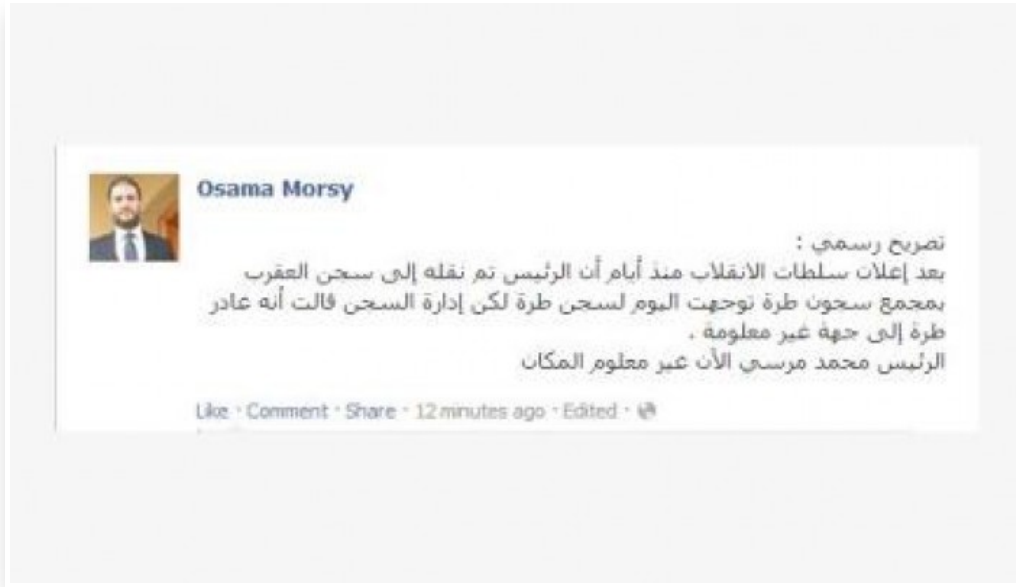 Osama Morsy
تصريح رسمي :
بعد إعلان سلطات الانقلاب منذ أيام أن الرئيس تم نقله إلى سجن العقرب
بمجمع سجون طرة توجهت اليوم لسجن طرة لكن إدارة السجن قالت أنه غادر
طرة إلى جهة غير معلومة .
الرئيس محمد مرسي الأن غير معلوم المكان
Like · Comment · Share · 12 minutes ago · Edited ·